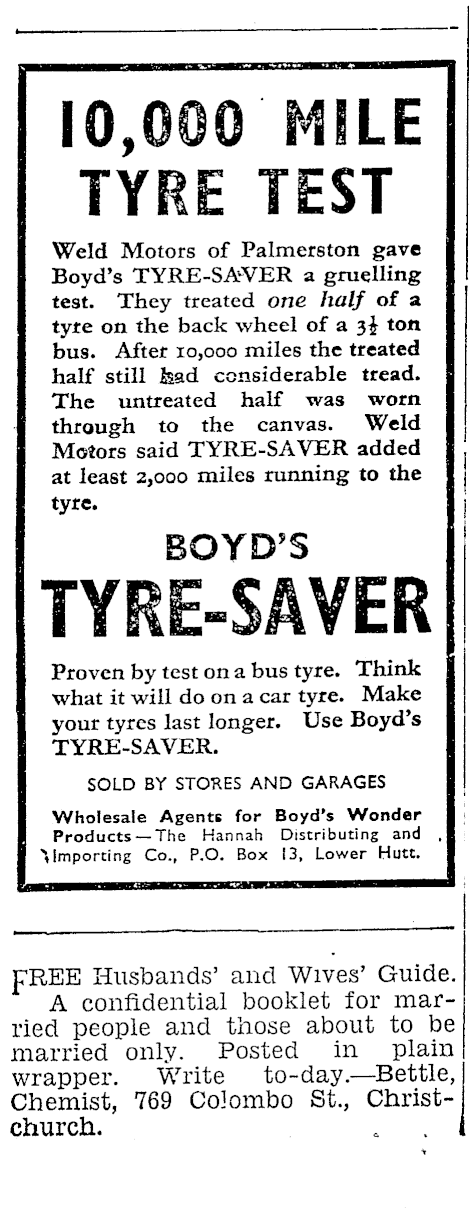 10,000 MILE
TYRE TEST
Weld Motors of Palmerston gave
Boyd's TYRE-SAVER a gruelling
test. They treated one half of a
tyre on the back wheel of a 3½ ton
bus. After 10,000 miles the treated
half still had considerable tread.
The untreated half was worn
through to the canvas. Weld
Motors said TYRE-SAVER added
at least 2,000 miles running to the
tyre.
BOYD'S
TYRE-SAVER
Proven by test on a bus tyre. Think
what it will do on a car tyre. Make
your tyres last longer. Use Boyd's
TYRE-SAVER.
SOLD BY STORES AND GARAGES
Wholesale Agents for Boyd's Wonder
Products—The Hannah Distributing and
Importing Co., P.O. Box 13, Lower Hutt.
FREE Husbands' and Wives' Guide.
A confidential booklet for mar-
ried people and those about to be
married only. Posted in plain
wrapper. Write to-day.—Bettle,
Chemist, 769 Colombo St., Christ-
church.